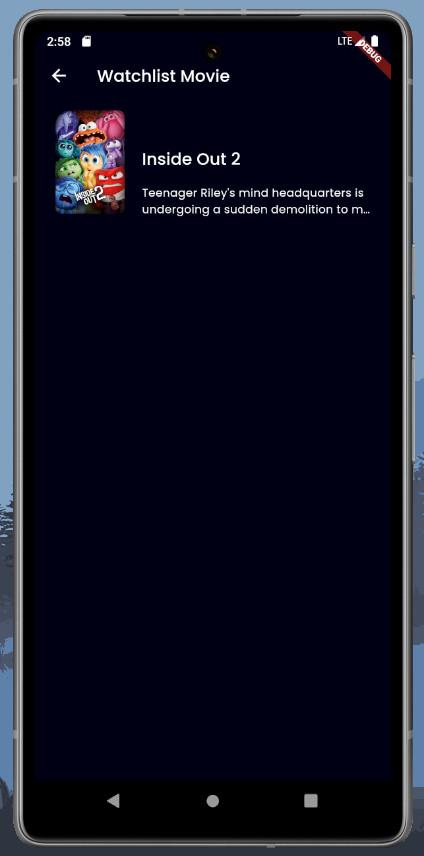 2:58
LTE
DEBUG
Watchlist Movie
INSIDE
OUT 2
Inside Out 2
Teenager Riley's mind headquarters is
undergoing a sudden demolition to m...